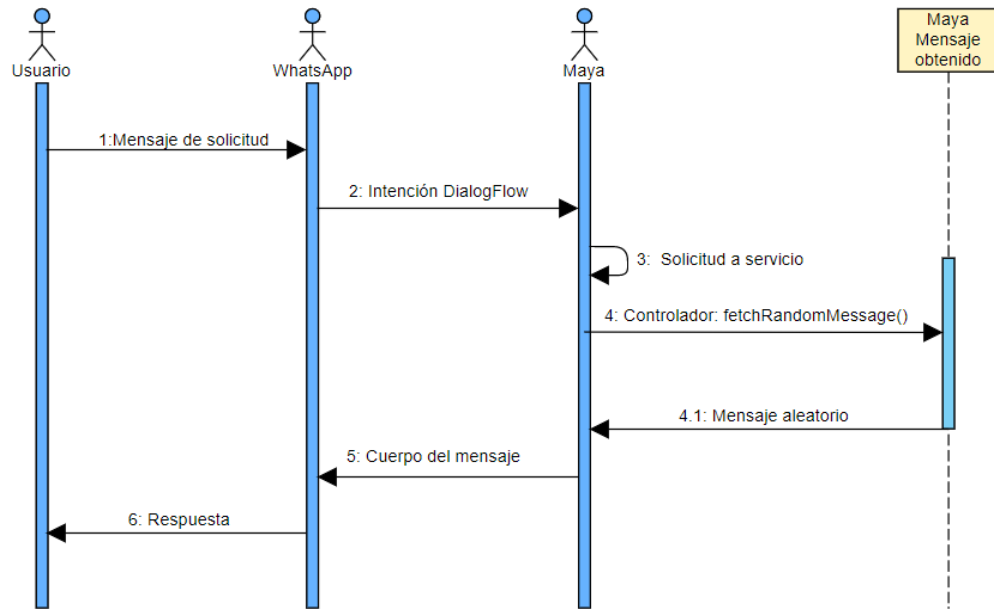 Usuario
WhatsApp
Maya
Maya
Mensaje
obtenido
1:Mensaje de solicitud
2: Intención DialogFlow
3: Solicitud a servicio
4: Controlador: fetchRandomMessage()
4.1: Mensaje aleatorio
5: Cuerpo del mensaje
6: Respuesta